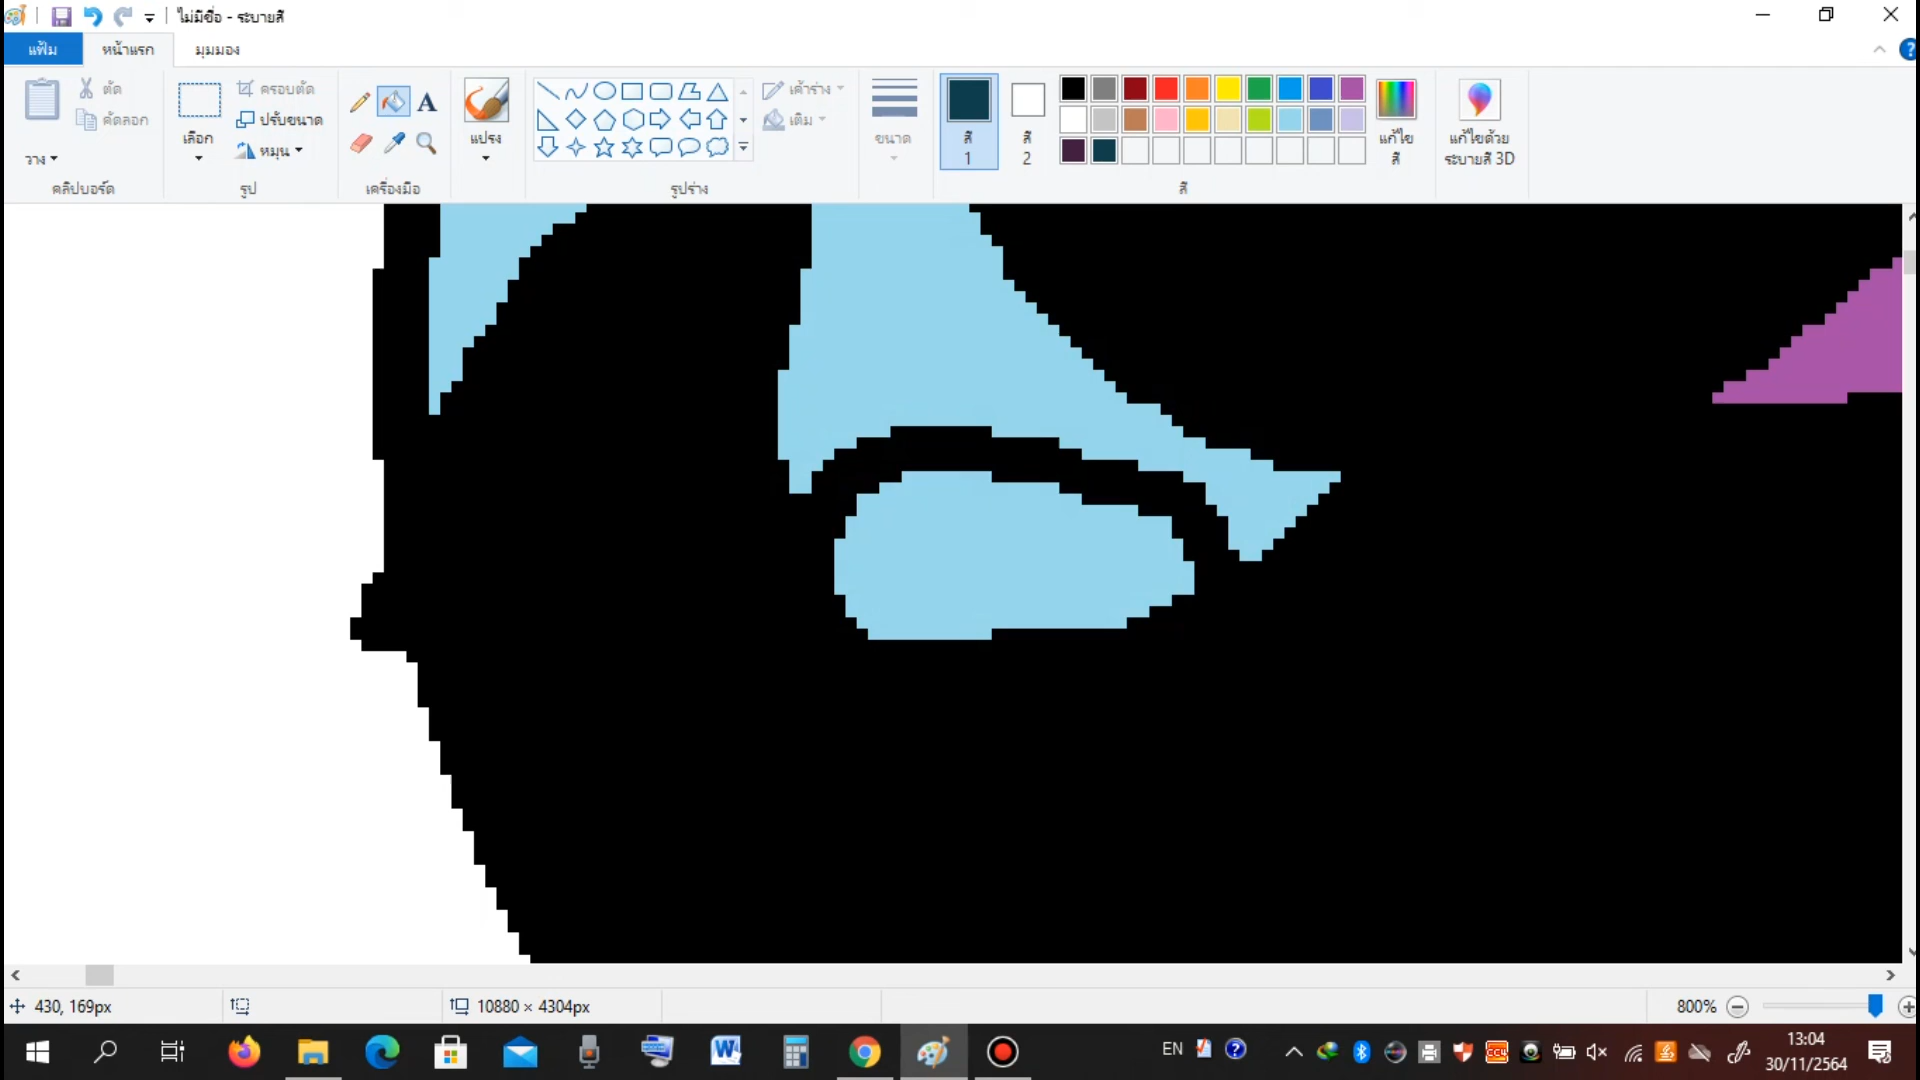 ไม่มีชื่อ - ระบายสี
แฟ้ม หน้าแรก มุมมอง
วาง
ตัด
คัดลอก
คลิปบอร์ด
เลือก
ครอบตัด
ปรับขนาด
หมุน
รูป
A
เครื่องมือ
แปรง
เค้าร่าง
เติม
รูปร่าง
ขนาด
สี
1
สี
2
แก้ไข
สี
สี
แก้ไขด้วย
ระบายสี 3D
430, 169px
10880 × 4304px
800%
EN
13:04
30/11/2564